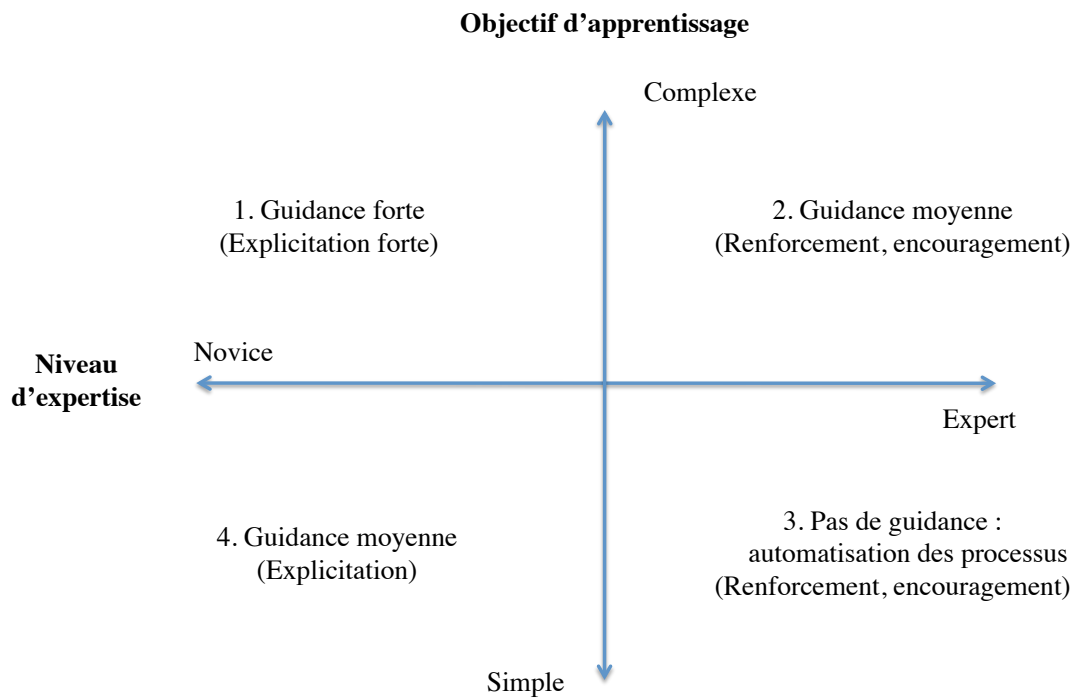 Objectif d’apprentissage
Complexe
1. Guidance forte
(Explicitation forte)
2. Guidance moyenne
(Renforcement, encouragement)
Novice
Niveau
d’expertise
Expert
4. Guidance moyenne
(Explicitation)
3. Pas de guidance :
automatisation des processus
(Renforcement, encouragement)
Simple